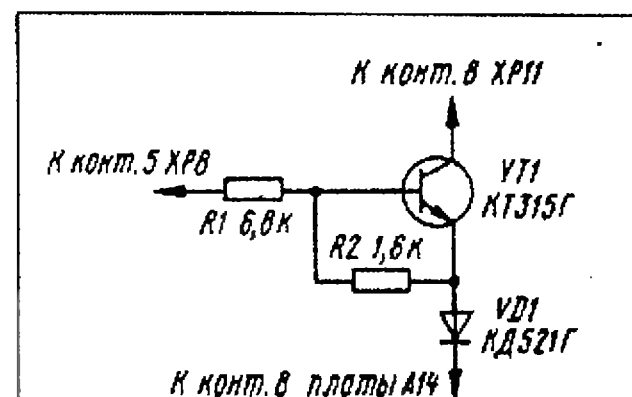 К конт. 8 ХР11
К конт. 5 ХР8
R1 6,8к
VT1
КТ315Г
R2 1,6к
VD1
КД521Г
К конт. 8 платы А14